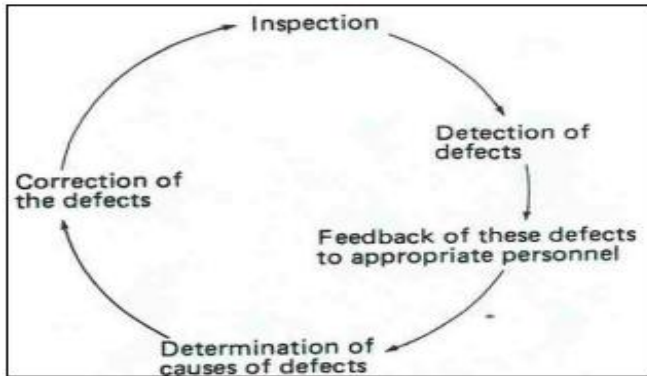 Inspection
Detection of
defects
Feedback of these defects
to appropriate personnel
Determination of
causes of defects
Correction of
the defects